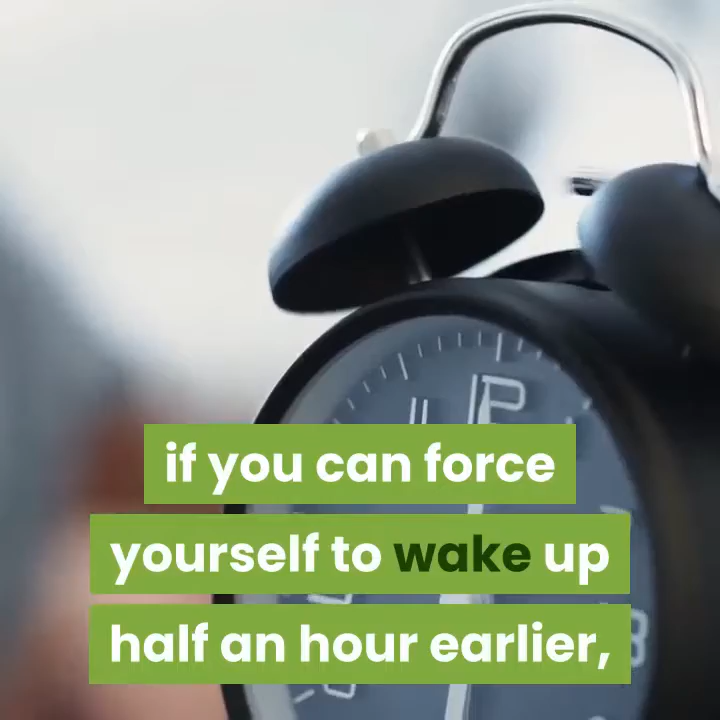 if you can force
yourself to wake up
half an hour earlier,